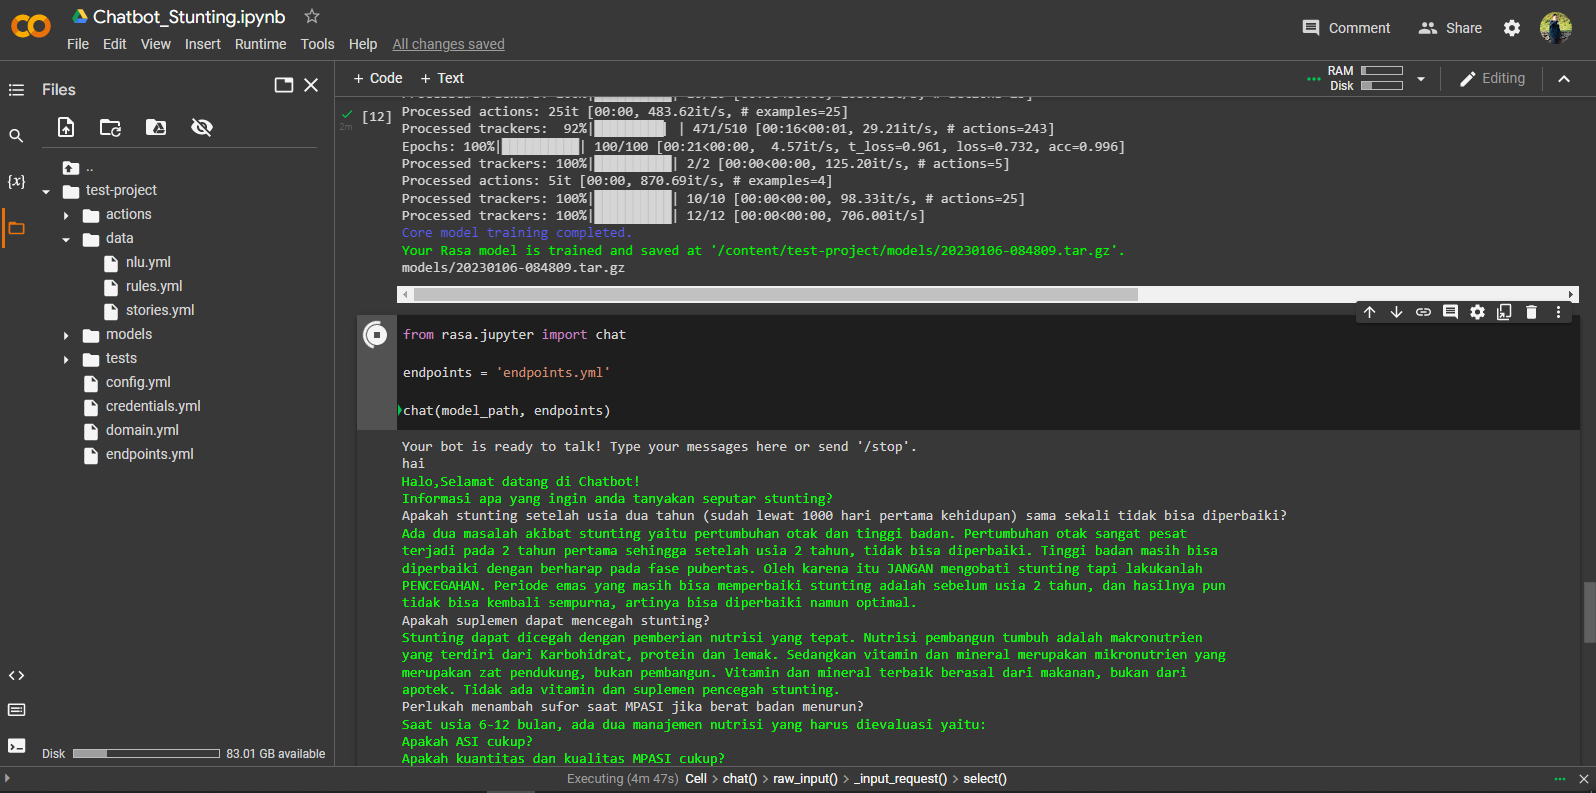 Chatbot_Stunting.ipynb
File Edit View Insert Runtime Tools Help All changes saved
Comment Share
Files
+ Code + Text
RAM
Disk
Editing
..
test-project
actions
data
nlu.yml
rules.yml
stories.yml
models
tests
config.yml
credentials.yml
domain.yml
endpoints.yml
Disk 83.01 GB available
[12]
2m
Processed actions: 25it [00:00, 483.62it/s, # examples=25]
Processed trackers:  92%| | 471/510 [00:16<00:01, 29.21it/s, # actions=243]
Epochs: 100%| | 100/100 [00:21<00:00,  4.57it/s, t_loss=0.961, loss=0.732, acc=0.996]
Processed trackers: 100%| | 2/2 [00:00<00:00, 125.20it/s, # actions=5]
Processed actions: 5it [00:00, 870.69it/s, # examples=4]
Processed trackers: 100%| | 10/10 [00:00<00:00, 98.33it/s, # actions=25]
Processed trackers: 100%| | 12/12 [00:00<00:00, 706.00it/s]
Core model training completed.
Your Rasa model is trained and saved at '/content/test-project/models/20230106-084809.tar.gz'.
models/20230106-084809.tar.gz
from rasa.jupyter import chat
endpoints = 'endpoints.yml'
chat(model_path, endpoints)
Your bot is ready to talk! Type your messages here or send '/stop'.
hai
Halo,Selamat datang di Chatbot!
Informasi apa yang ingin anda tanyakan seputar stunting?
Apakah stunting setelah usia dua tahun (sudah lewat 1000 hari pertama kehidupan) sama sekali tidak bisa diperbaiki?
Ada dua masalah akibat stunting yaitu pertumbuhan otak dan tinggi badan. Pertumbuhan otak sangat pesat
terjadi pada 2 tahun pertama sehingga setelah usia 2 tahun, tidak bisa diperbaiki. Tinggi badan masih bisa
diperbaiki dengan berharap pada fase pubertas. Oleh karena itu JANGAN mengobati stunting tapi lakukanlah
PENCEGAHAN. Periode emas yang masih bisa memperbaiki stunting adalah sebelum usia 2 tahun, dan hasilnya pun
tidak bisa kembali sempurna, artinya bisa diperbaiki namun optimal.
Apakah suplemen dapat mencegah stunting?
Stunting dapat dicegah dengan pemberian nutrisi yang tepat. Nutrisi pembangun tumbuh adalah makronutrien
yang terdiri dari Karbohidrat, protein dan lemak. Sedangkan vitamin dan mineral merupakan mikronutrien yang
merupakan zat pendukung, bukan pembangun. Vitamin dan mineral terbaik berasal dari makanan, bukan dari
apotek. Tidak ada vitamin dan suplemen pencegah stunting.
Perlukah menambah sufor saat MPASI jika berat badan menurun?
Saat usia 6-12 bulan, ada dua manajemen nutrisi yang harus dievaluasi yaitu:
Apakah ASI cukup?
Apakah kuantitas dan kualitas MPASI cukup?
Executing (4m 47s) Cell > chat() > raw_input() > _input_request() > select()